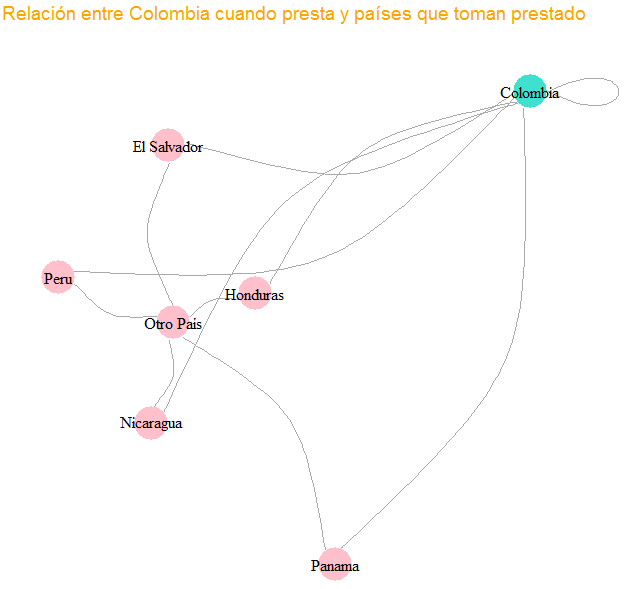 Relación entre Colombia cuando presta y países que toman prestado
Colombia
El Salvador
Peru
Honduras
Otro País
Nicaragua
Panama